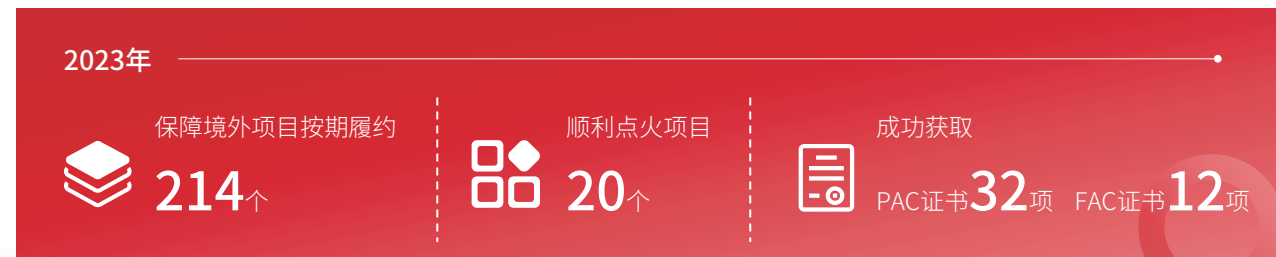 2023年
保障境外项目按期履约
214个
顺利点火项目
20个
成功获取
PAC证书32项 FAC证书12项